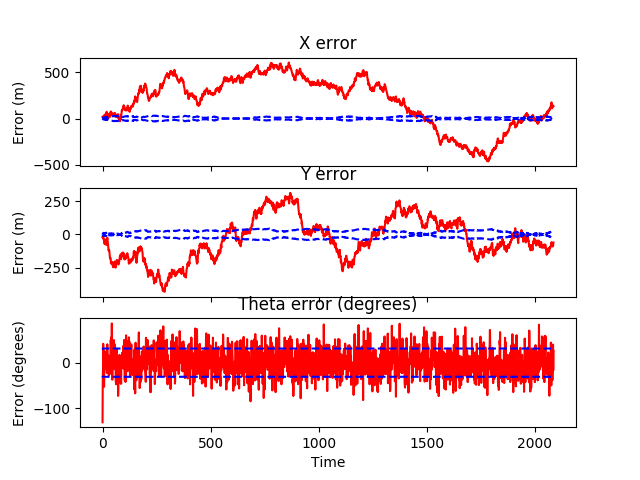 X error
500
0
−500
Error (m)
Y error
250
0
−250
Error (m)
Theta error (degrees)
0
−100
Error (degrees)
0 500 1000 1500 2000
Time